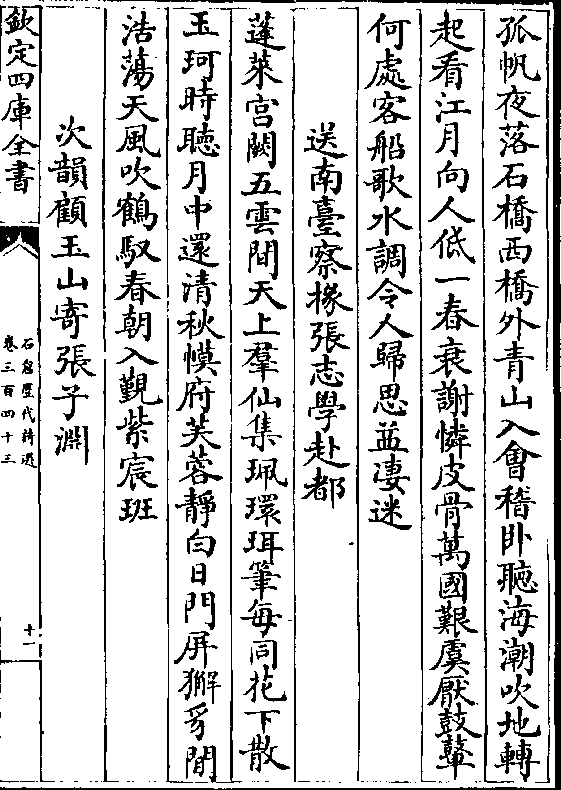 孤帆夜落石橋西橋外青山入㑹稽卧聽海潮吹地轉
起看江月向人低一春衰謝憐皮骨萬國艱虞厭鼓鼙
何處客船歌水調令人歸思並凄迷
送南臺察掾張志學赴都
蓬萊宫闕五雲間天上羣仙集珮環珥筆每同花下散
玉珂時聽月中還清秋幙府芙蓉靜白日門屏獬豸閒
浩蕩天風吹鶴馭春朝入覲紫宸班
次韻顧玉山寄張子淵
欽定四庫全書
石倉歷代詩選
卷三百四十三
十一